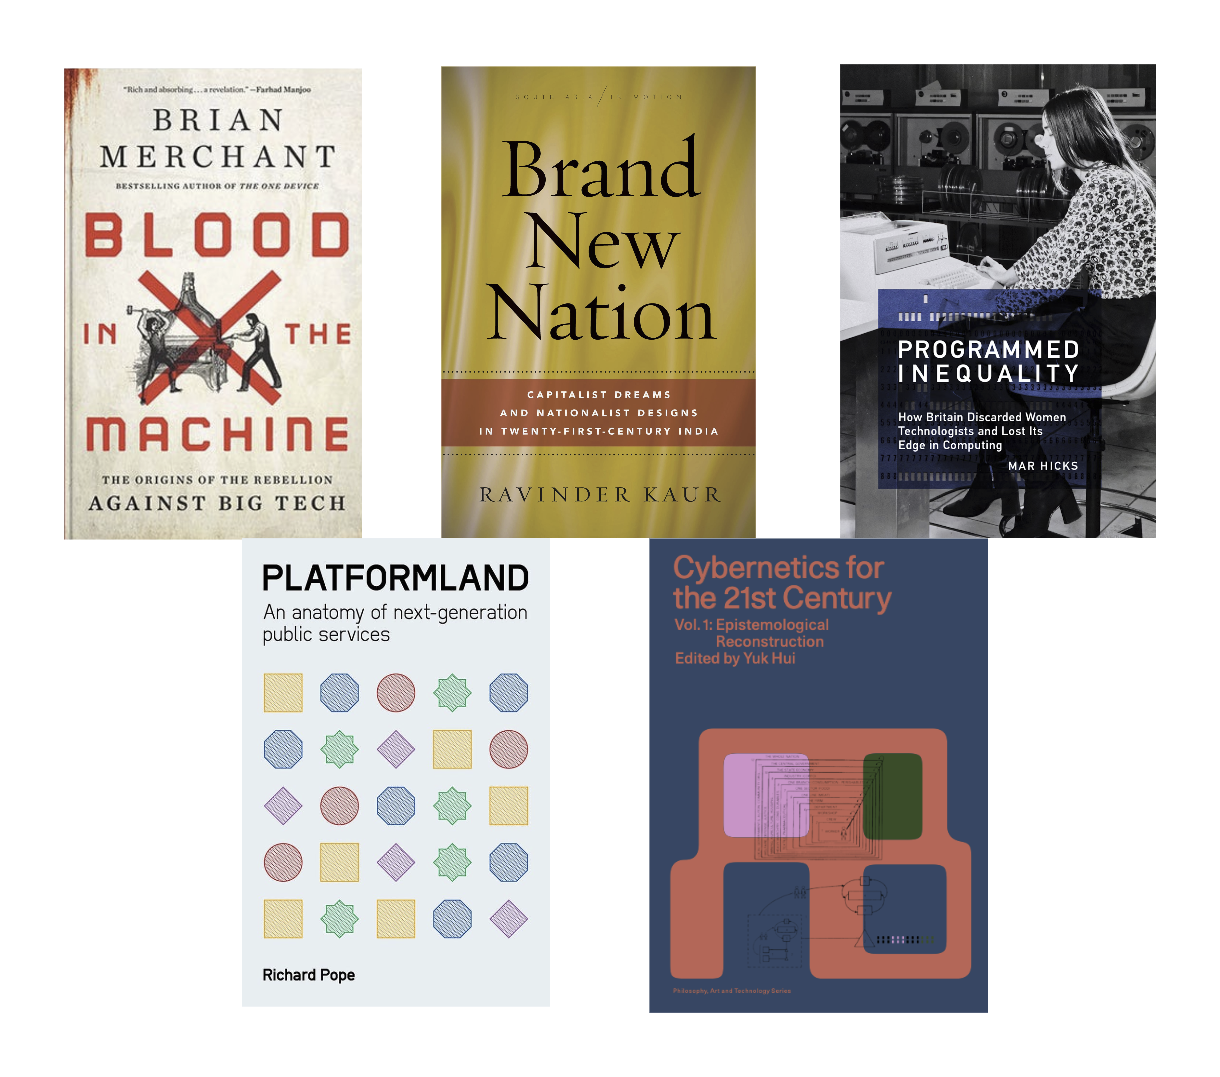 "Rich and absorbing...a revelation." —Farhad Manjoo
BRIAN
MERCHANT
BESTSELLING AUTHOR OF THE ONE DEVICE
BLOOD
IN THE
MACHINE
THE ORIGINS OF THE REBELLION
AGAINST BIG TECH
SOUTH ASIA / IN MOTION
Brand
New
Nation
CAPITALIST DREAMS
AND NATIONALIST DESIGNS
IN TWENTY-FIRST-CENTURY INDIA
RAVINDER KAUR
PROGRAMMED
INEQUALITY
How Britain Discarded Women
Technologists and Lost Its
Edge in Computing
MAR HICKS
PLATFORMLAND
An anatomy of next-generation
public services
Richard Pope
Cybernetics for
the 21st Century
Vol. 1: Epistemological
Reconstruction
Edited by Yuk Hui
Philosophy, Art and Technology Series